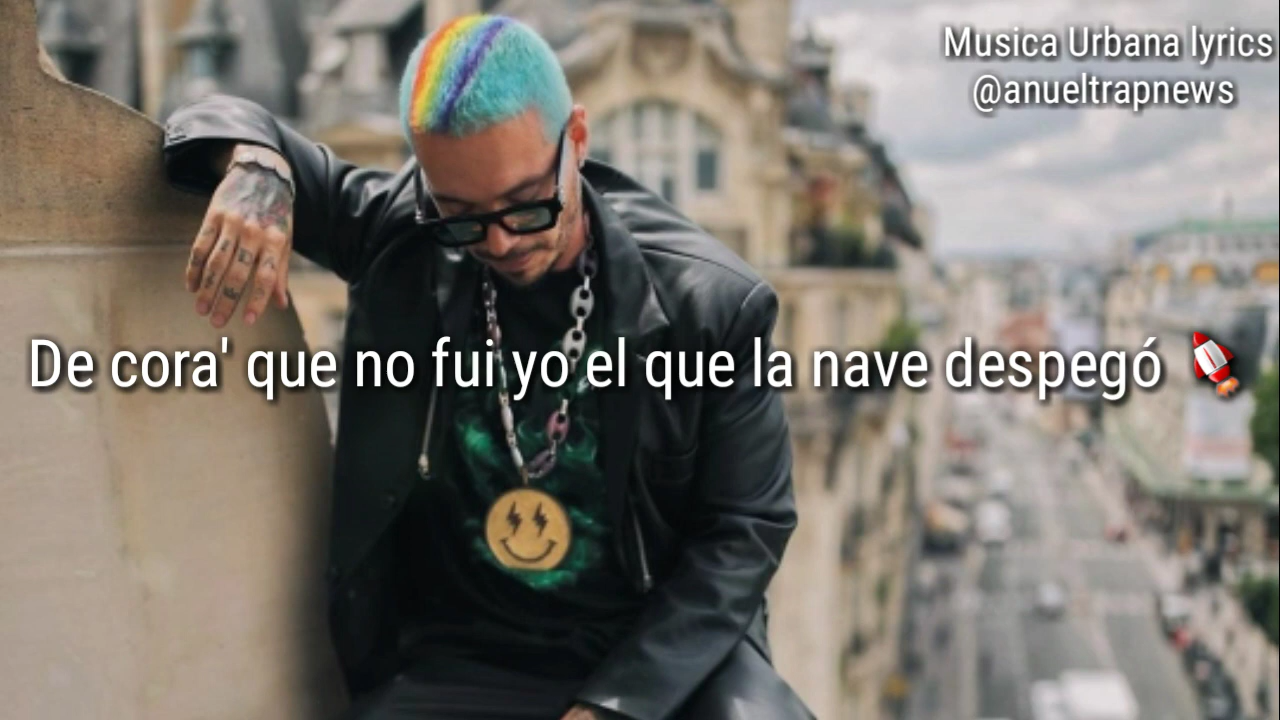 Musica Urbana lyrics
@anueltrapnews
De cora' que no fui yo el que la nave despegó 🚀